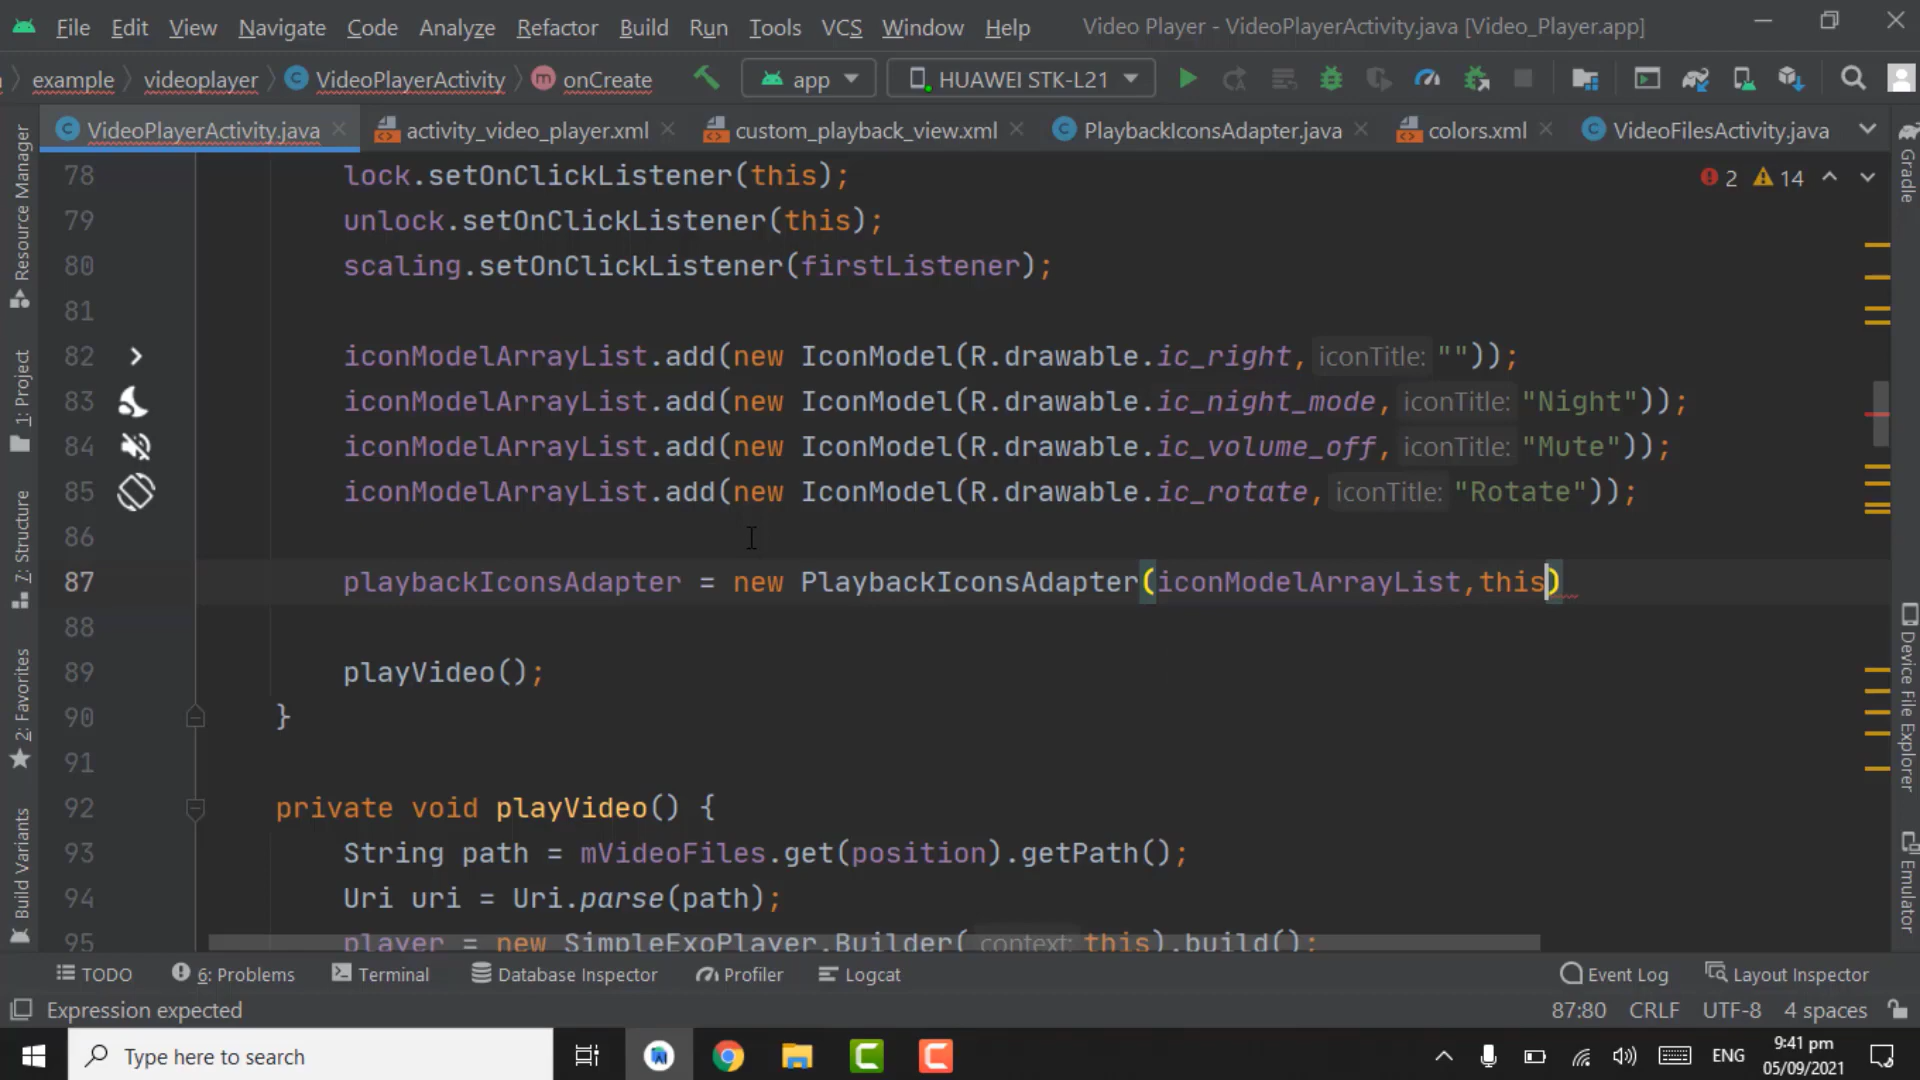 File Edit View Navigate Code Analyze Refactor Build Run Tools VCS Window Help Video Player - VideoPlayerActivity.java [Video_Player.app]
example videoplayer VideoPlayerActivity onCreate app HUAWEI STK-L21
VideoPlayerActivity.java activity_video_player.xml custom_playback_view.xml PlaybackIconsAdapter.java colors.xml VideoFilesActivity.java
78 lock.setOnClickListener(this); 2 14
79 unlock.setOnClickListener(this);
80 scaling.setOnClickListener(firstListener);
81
82 iconModelArrayList.add(new IconModel(R.drawable.ic_right, iconTitle: ""));
83 iconModelArrayList.add(new IconModel(R.drawable.ic_night_mode, iconTitle: "Night"));
84 iconModelArrayList.add(new IconModel(R.drawable.ic_volume_off, iconTitle: "Mute"));
85 iconModelArrayList.add(new IconModel(R.drawable.ic_rotate, iconTitle: "Rotate"));
86
87 playbackIconsAdapter = new PlaybackIconsAdapter(iconModelArrayList,this)
88
89 playVideo();
90 }
91
92 private void playVideo() {
93 String path = mVideoFiles.get(position).getPath();
94 Uri uri = Uri.parse(path);
95 player = new SimpleExoPlayer.Builder( context: this).build();
Resource Manager
1: Project
7: Structure
2: Favorites
Build Variants
Gradle
Device File Explorer
Emulator
TODO 6: Problems Terminal Database Inspector Profiler Logcat Event Log Layout Inspector
Expression expected 87:80 CRLF UTF-8 4 spaces
Type here to search ENG 9:41 pm
05/09/2021